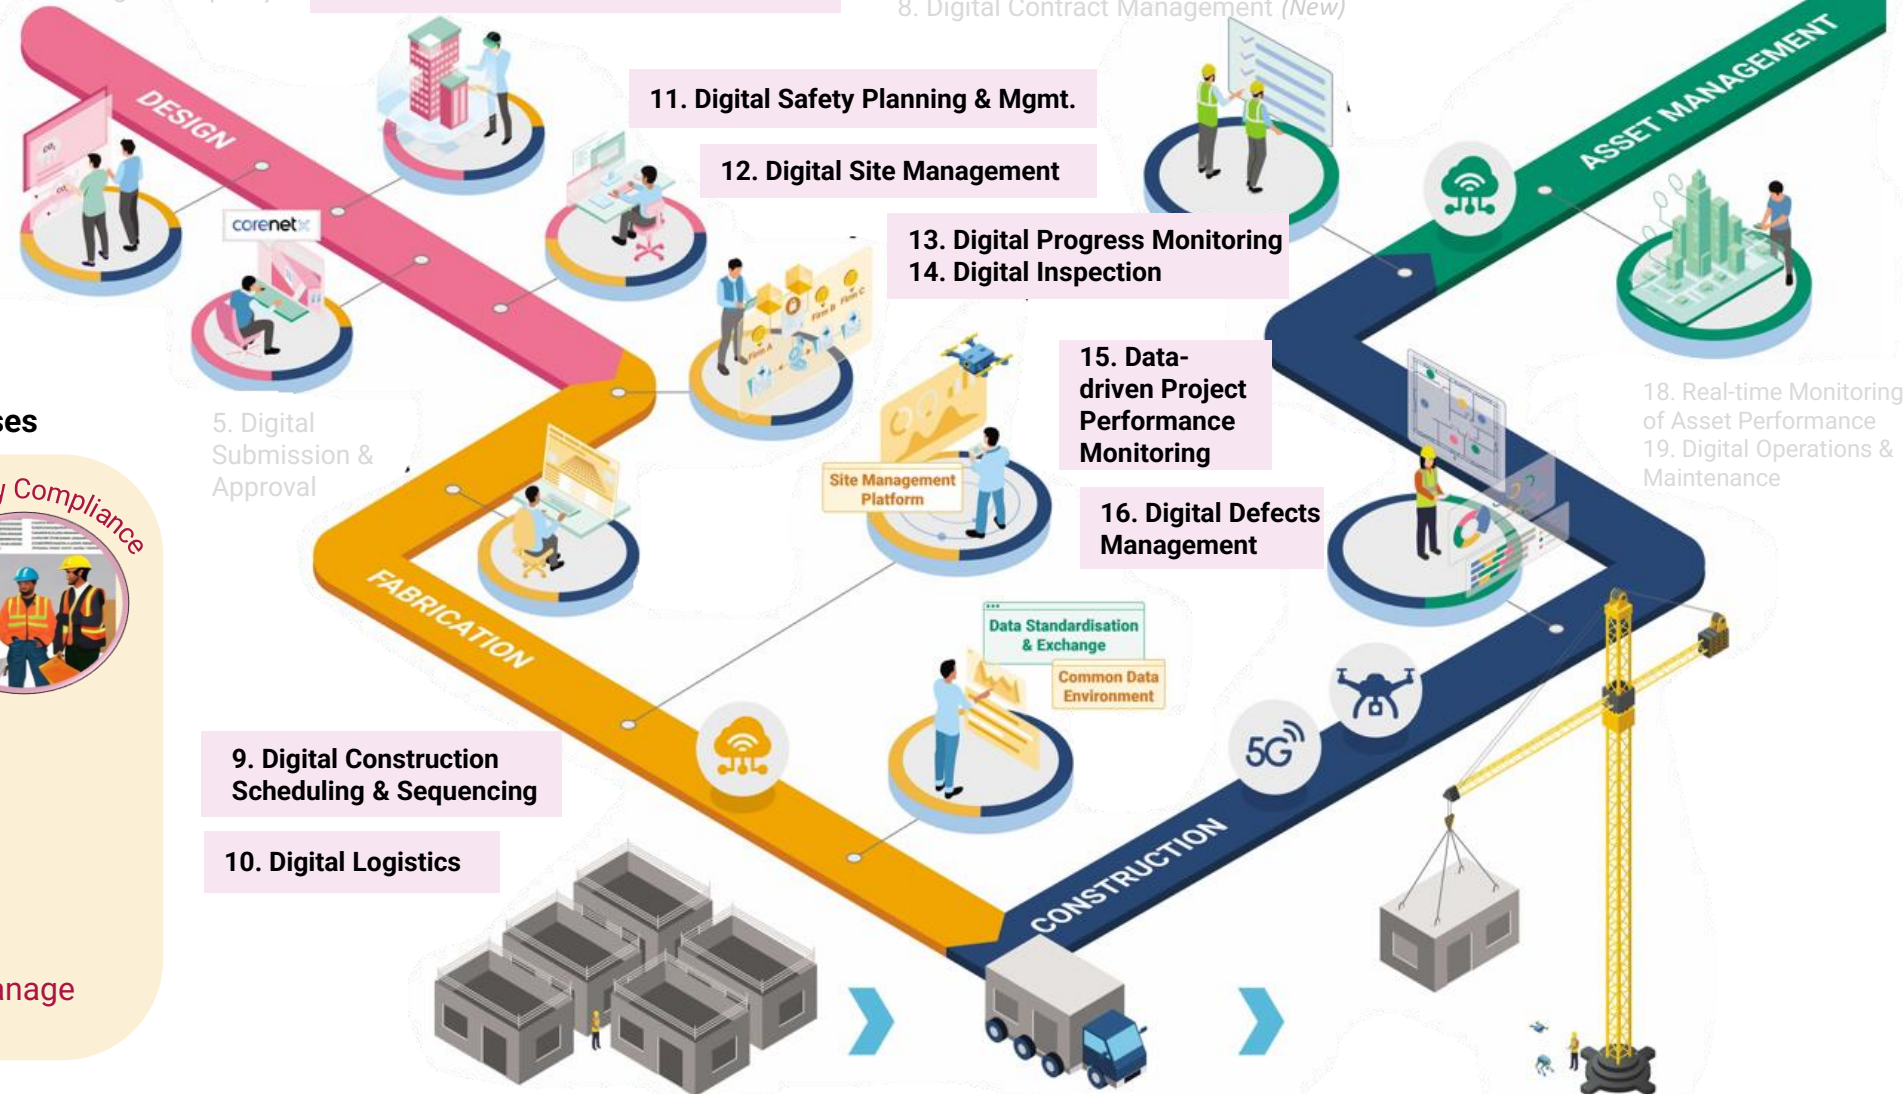 8. Digital Contract Management (New)
DESIGN
11. Digital Safety Planning & Mgmt.
ASSET MANAGEMENT
12. Digital Site Management
corenet
13. Digital Progress Monitoring
14. Digital Inspection
Firm A
Firm B
Firm C
15. Data-
driven Project
Performance
Monitoring
18. Real-time Monitoring
of Asset Performance
19. Digital Operations &
Maintenance
5. Digital
Submission &
Approval
Site Management
Platform
16. Digital Defects
Management
Compliance
FABRICATION
Data Standardisation
& Exchange
Common Data
Environment
9. Digital Construction
Scheduling & Sequencing
5G
10. Digital Logistics
CONSTRUCTION